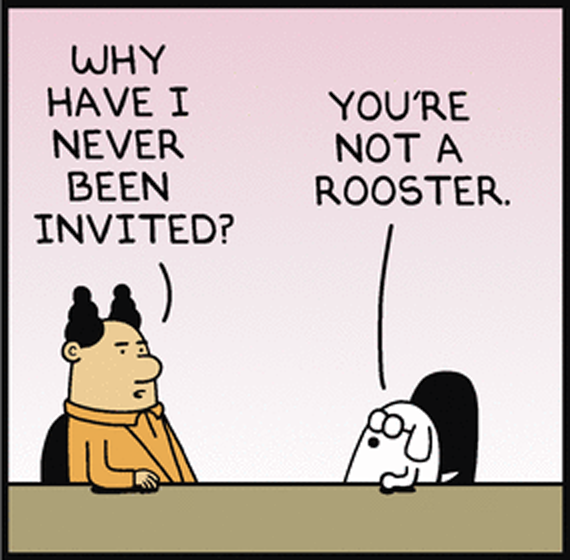 WHY
HAVE I
NEVER
BEEN
INVITED?
YOU'RE
NOT A
ROOSTER.